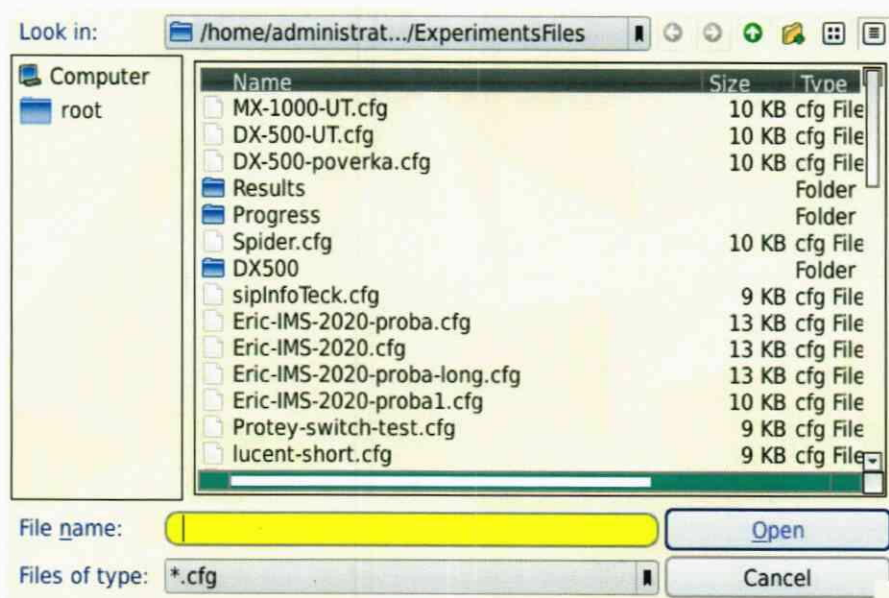 Look in: /home/administrat.../ExperimentsFiles
Computer
root
Name Size Type
MX-1000-UT.cfg 10 KB cfg File
DX-500-UT.cfg 10 KB cfg File
DX-500-poverka.cfg 10 KB cfg File
Results Folder
Progress Folder
Spider.cfg 10 KB cfg File
DX500 Folder
sipInfoTeck.cfg 9 KB cfg File
Eric-IMS-2020-proba.cfg 13 KB cfg File
Eric-IMS-2020.cfg 13 KB cfg File
Eric-IMS-2020-proba-long.cfg 13 KB cfg File
Eric-IMS-2020-proba1.cfg 10 KB cfg File
Protey-switch-test.cfg 9 KB cfg File
lucent-short.cfg 9 KB cfg File
File name: Open
Files of type: *.cfg Cancel